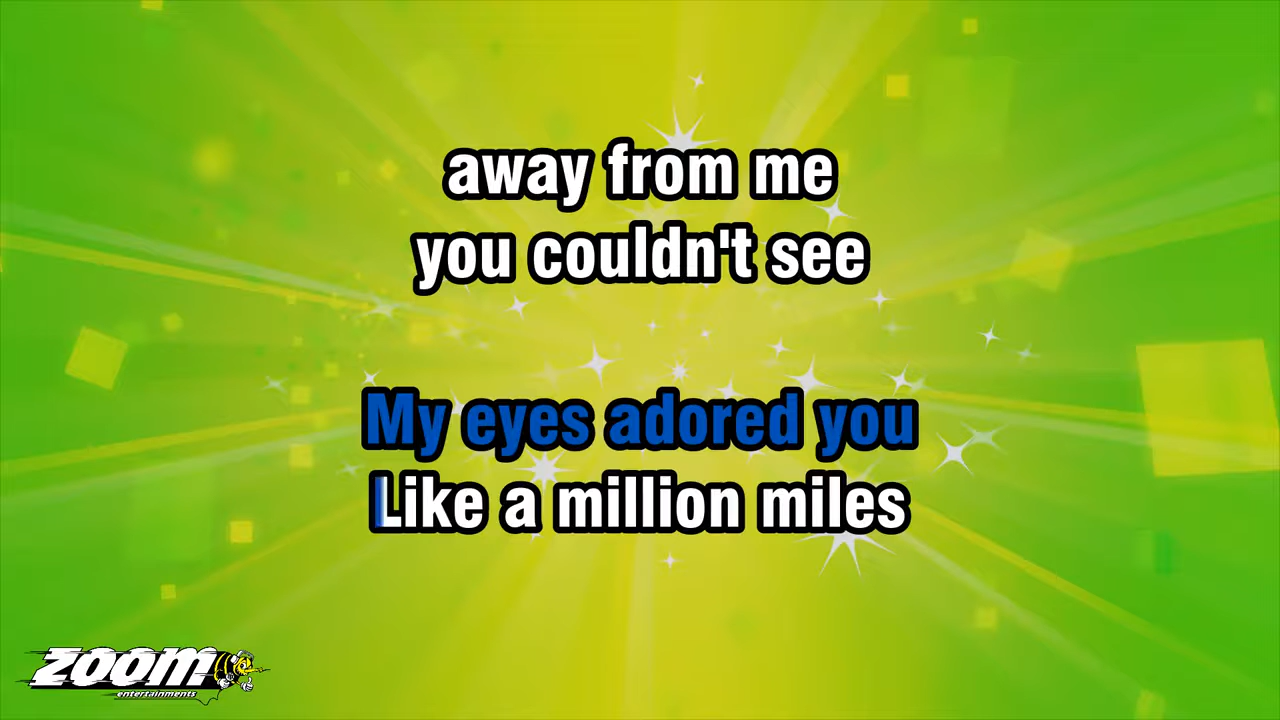 away from me
you couldn't see
My eyes adored you
Like a million miles
zoom
entertainments